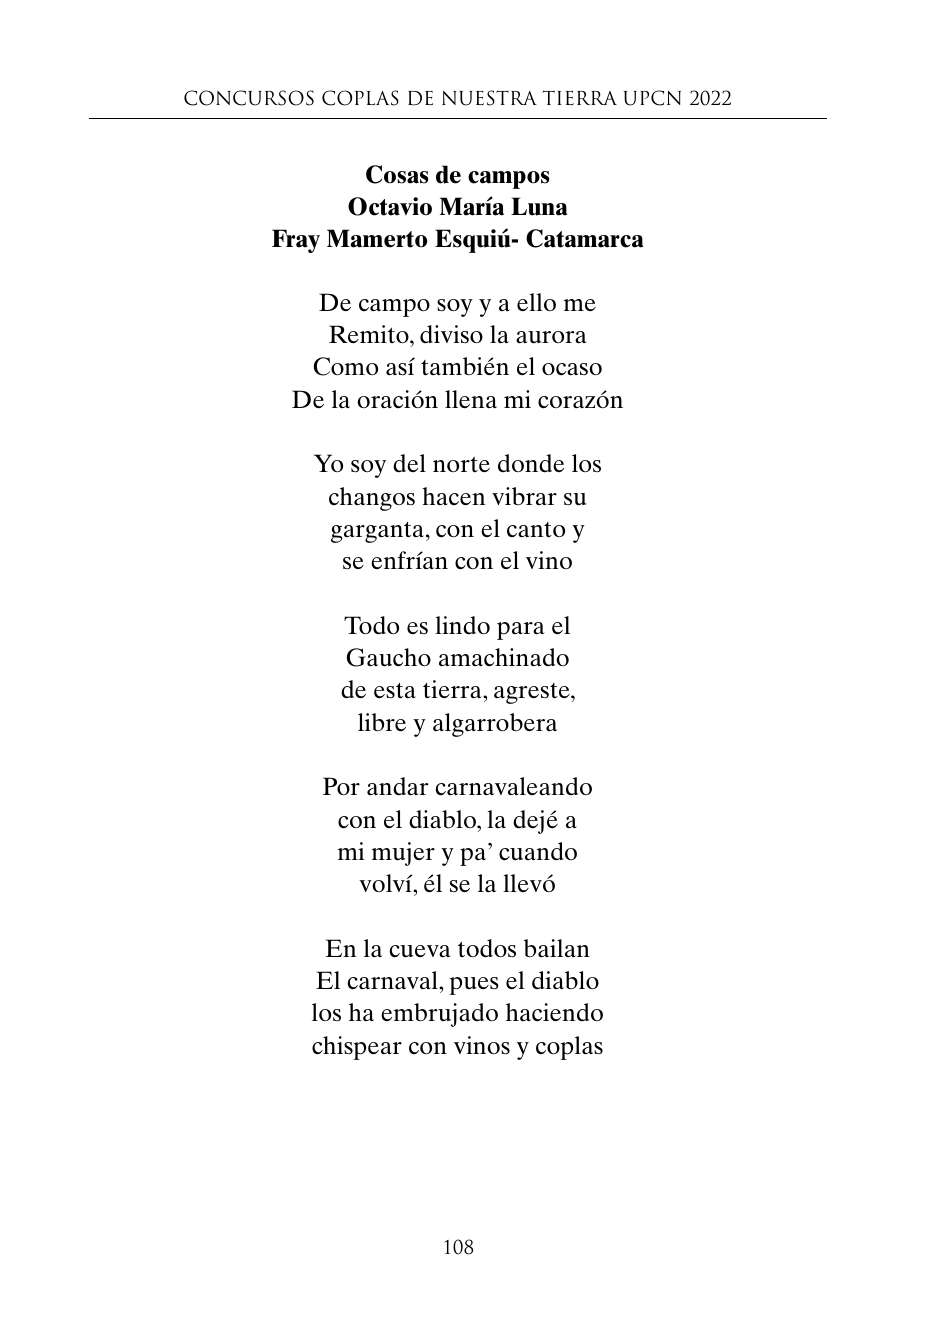 CONCURSOS COPLAS DE NUESTRA TIERRA UPCN 2022
Cosas de campos
Octavio María Luna
Fray Mamerto Esquiú- Catamarca
De campo soy y a ello me
Remito, diviso la aurora
Como así también el ocaso
De la oración llena mi corazón
Yo soy del norte donde los
changos hacen vibrar su
garganta, con el canto y
se enfrían con el vino
Todo es lindo para el
Gaucho amachinado
de esta tierra, agreste,
libre y algarrobera
Por andar carnavaleando
con el diablo, la dejé a
mi mujer y pa’ cuando
volví, él se la llevó
En la cueva todos bailan
El carnaval, pues el diablo
los ha embrujado haciendo
chispear con vinos y coplas
108